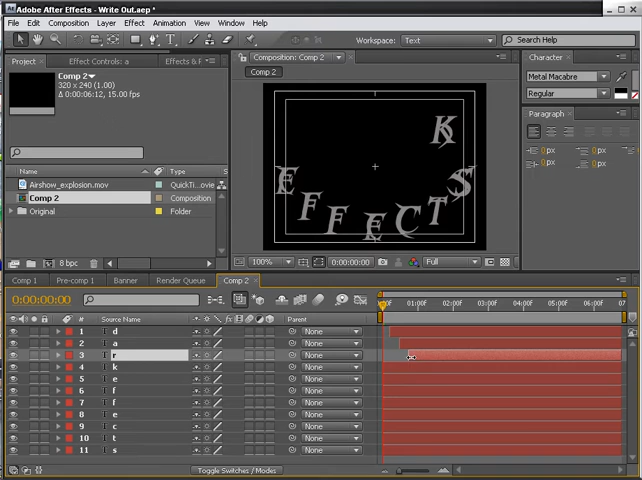 Adobe After Effects - Write Out.aep *
File Edit Composition Layer Effect Animation View Window Help
Workspace: Text Search Help
Project Effect Controls: (none) Effects & F
Comp 2
320 x 240 (1.00)
Δ 0:00:06:12, 15.00 fps
Name Type
Airshow_explosion.mov QuickTi...ovie
Comp 2 Composition
Original Folder
8 bpc
Composition: Comp 2
Comp 2
K
EFFECTS
100% 0:00:00:00 Full
Character
Metal Macabre
Regular
Paragraph
0 px 0 px
0 px 0 px
Comp 1 Pre-comp 1 Banner Render Queue Comp 2
0:00:00:00
01:00F 02:00F 03:00F 04:00F 05:00F 06:00F 07
# Source Name Parent
1 T d None
2 T a None
3 T r None
4 T k None
5 T e None
6 T f None
7 T f None
8 T e None
9 T c None
10 T t None
11 T s None
Toggle Switches / Modes